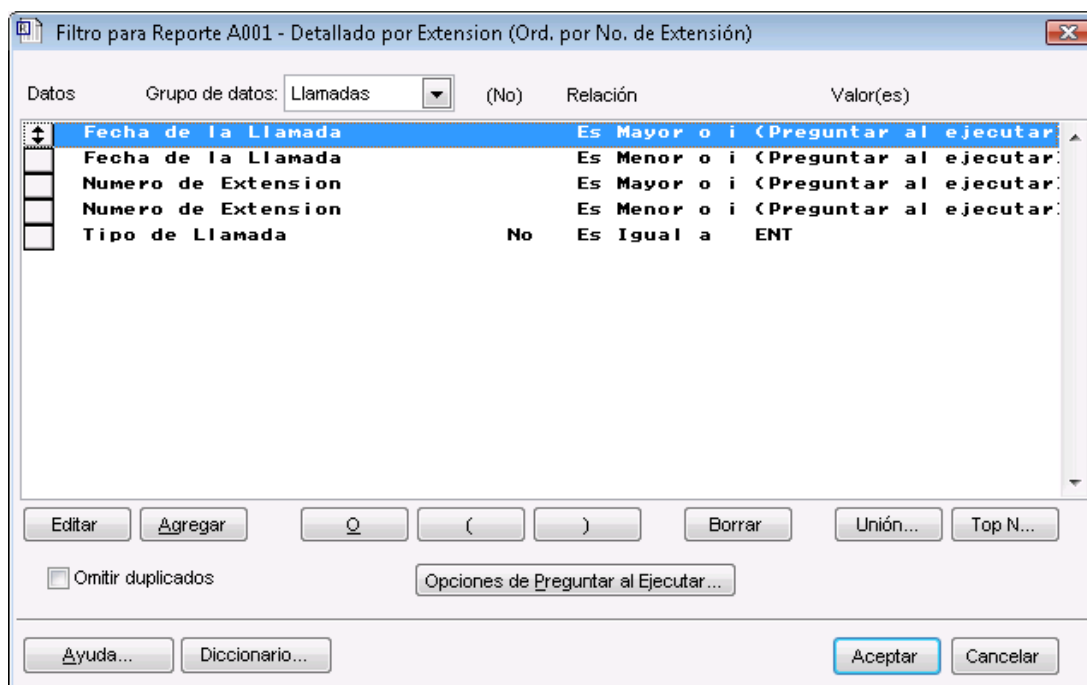 Filtro para Reporte A001 - Detallado por Extension (Ord. por No. de Extensión)
Datos Grupo de datos: Llamadas (No) Relación Valor(es)
Fecha de la Llamada Es Mayor o i (Preguntar al ejecutar)
Fecha de la Llamada Es Menor o i (Preguntar al ejecutar)
Numero de Extension Es Mayor o i (Preguntar al ejecutar)
Numero de Extension Es Menor o i (Preguntar al ejecutar)
Tipo de Llamada No Es Igual a ENT
Editar Agregar O ( ) Borrar Unión... Top N...
Omitir duplicados Opciones de Preguntar al Ejecutar...
Ayuda... Diccionario... Aceptar Cancelar